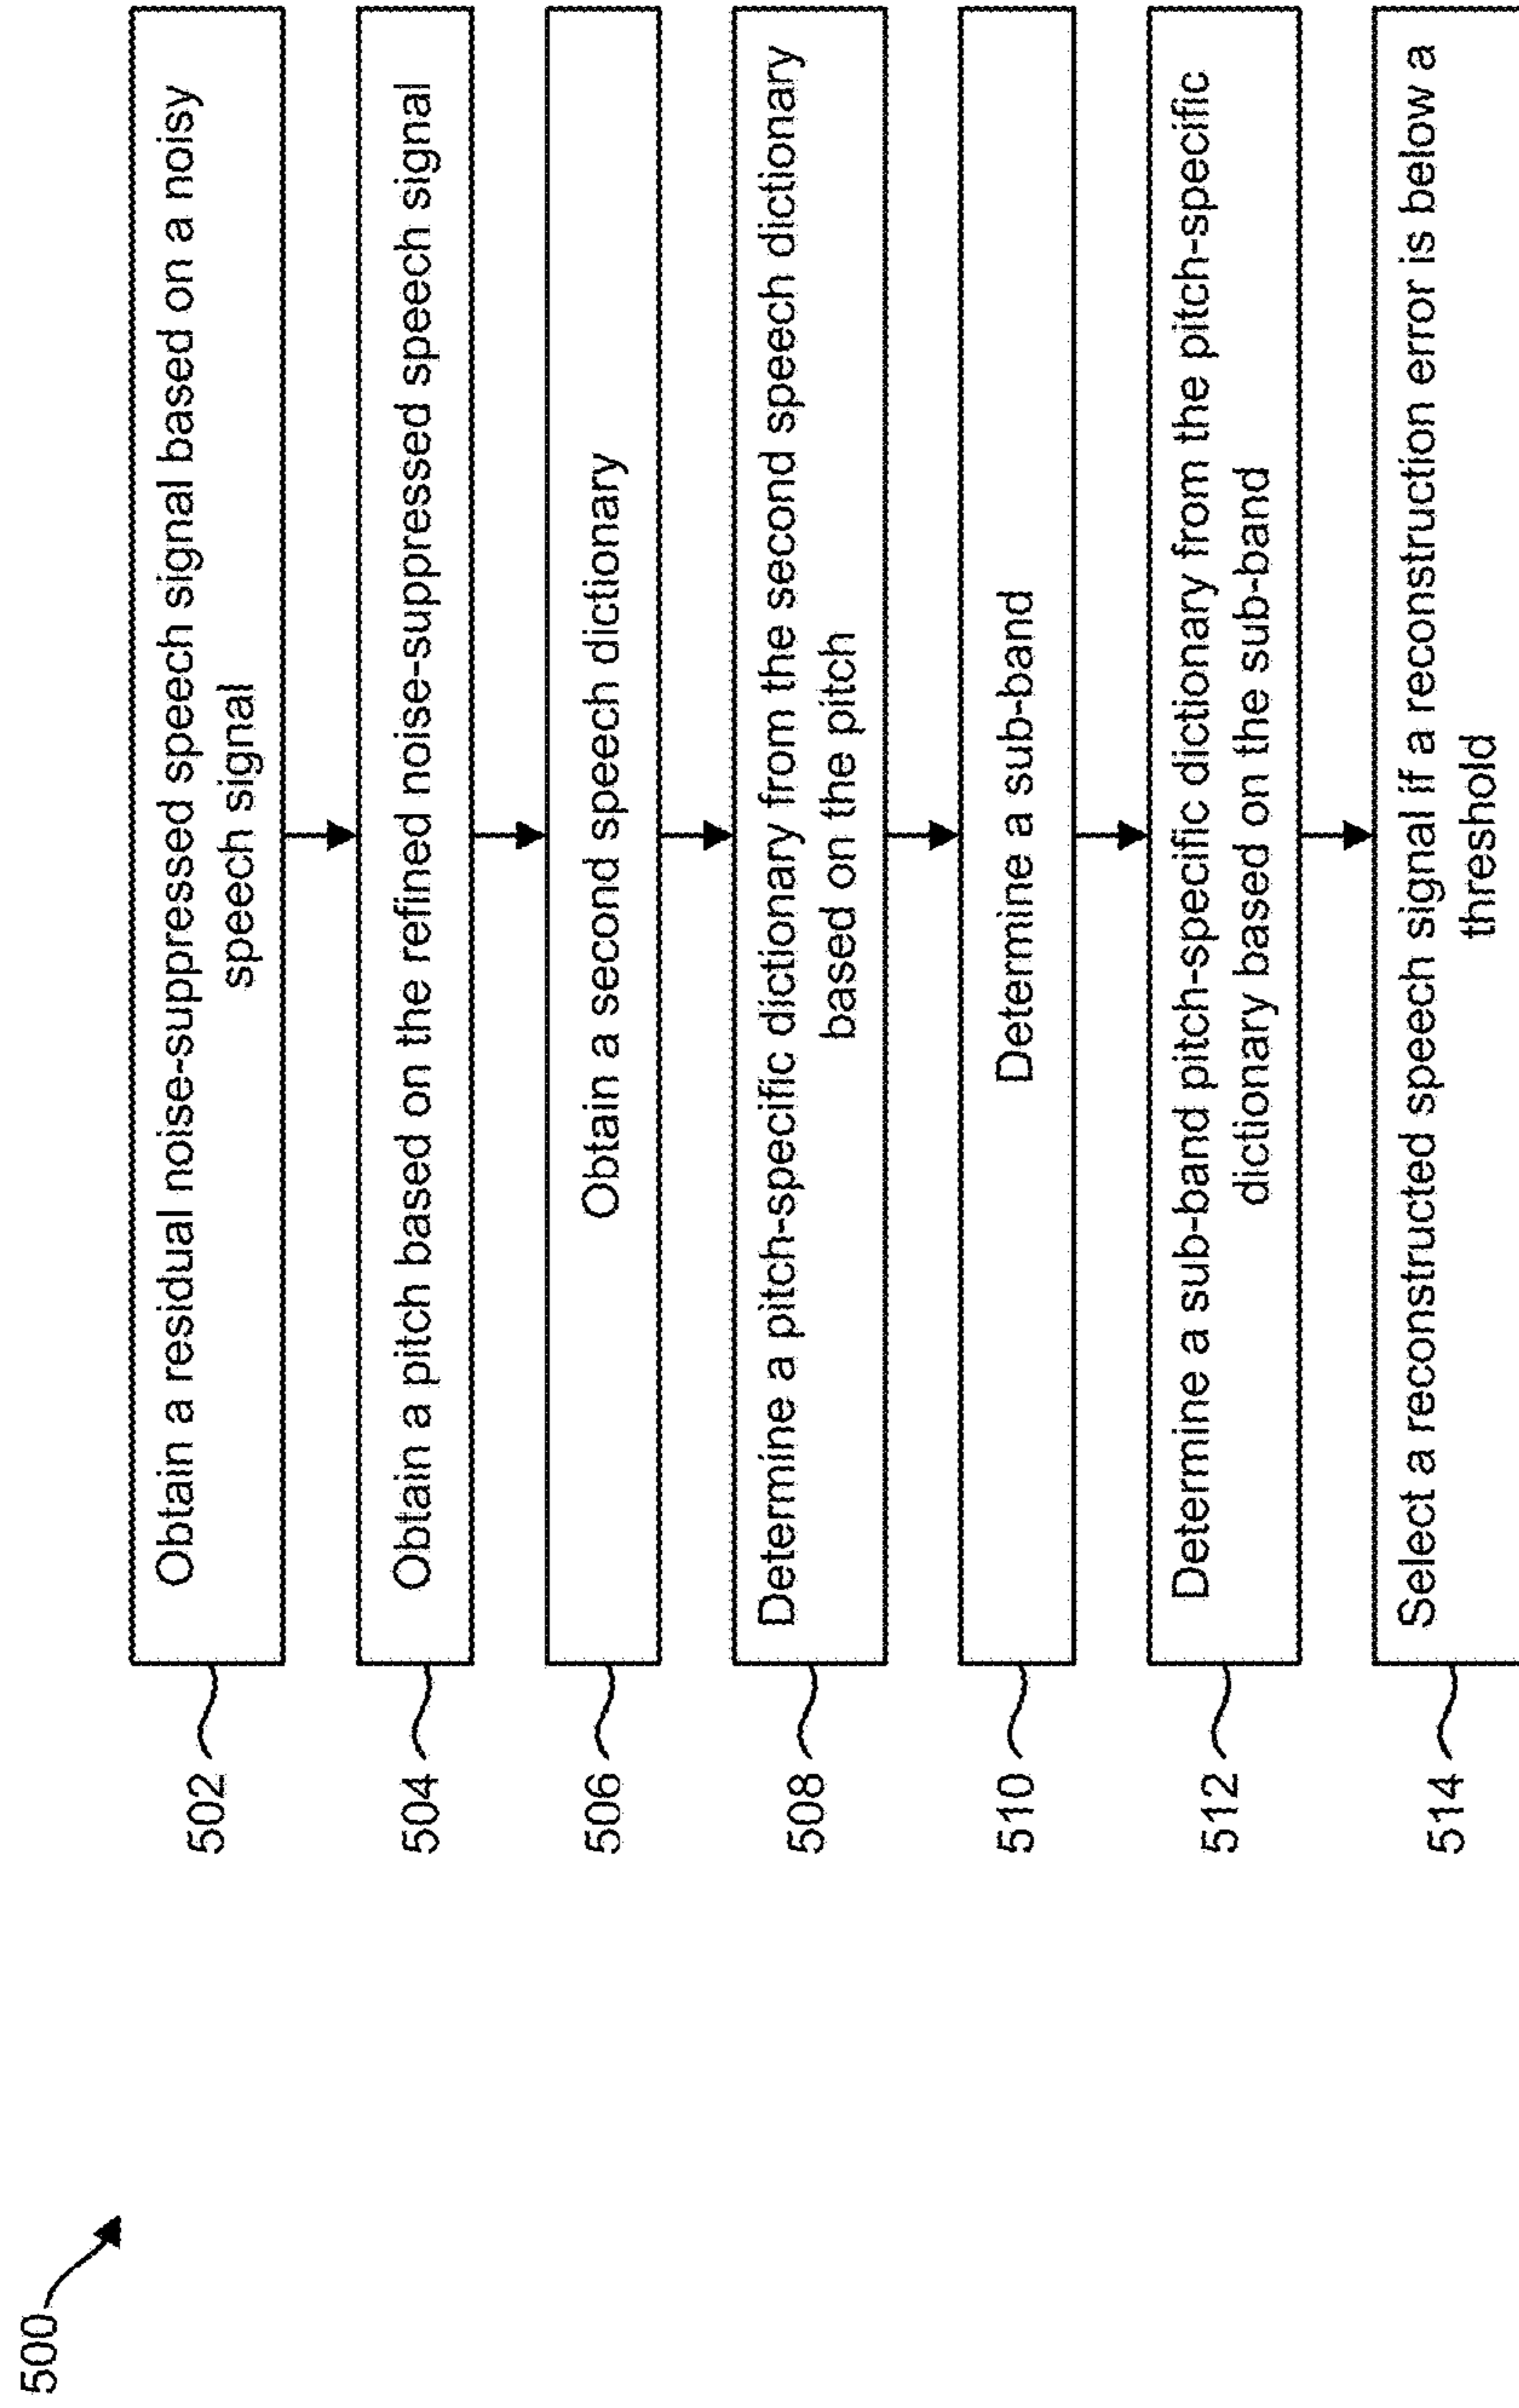 500
502
Obtain a residual noise-suppressed speech signal based on a noisy
speech signal
504
Obtain a pitch based on the refined noise-suppressed speech signal
506
Obtain a second speech dictionary
508
Determine a pitch-specific dictionary from the second speech dictionary
based on the pitch
510
Determine a sub-band
512
Determine a sub-band pitch-specific dictionary from the pitch-specific
dictionary based on the sub-band
514
Select a reconstructed speech signal if a reconstruction error is below a
threshold